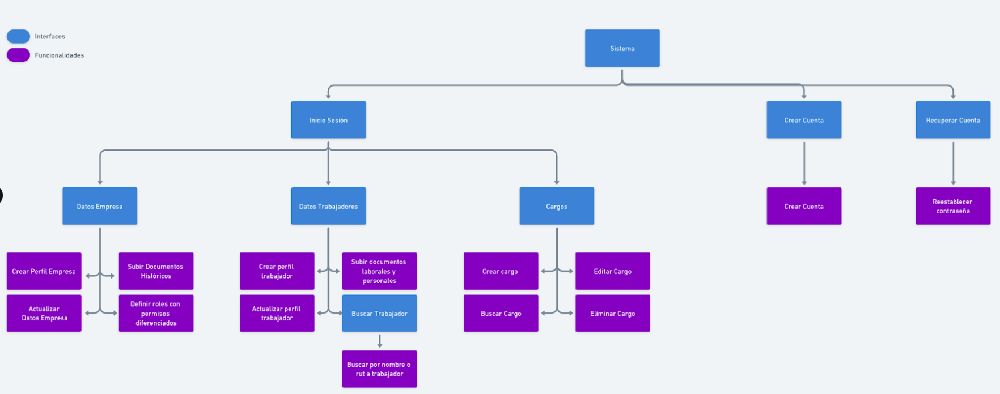 Interfaces
Funcionalidades
Sistema
Inicio Sesión
Crear Cuenta
Recuperar Cuenta
Datos Empresa
Datos Trabajadores
Cargos
Crear Cuenta
Reestablecer
contraseña
Crear Perfil Empresa
Subir Documentos
Históricos
Actualizar
Datos Empresa
Definir roles con
permisos
diferenciados
Crear perfil
trabajador
Subir documentos
laborales y
personales
Actualizar perfil
trabajador
Buscar Trabajador
Buscar por nombre o
rut a trabajador
Crear cargo
Editar Cargo
Buscar Cargo
Eliminar Cargo